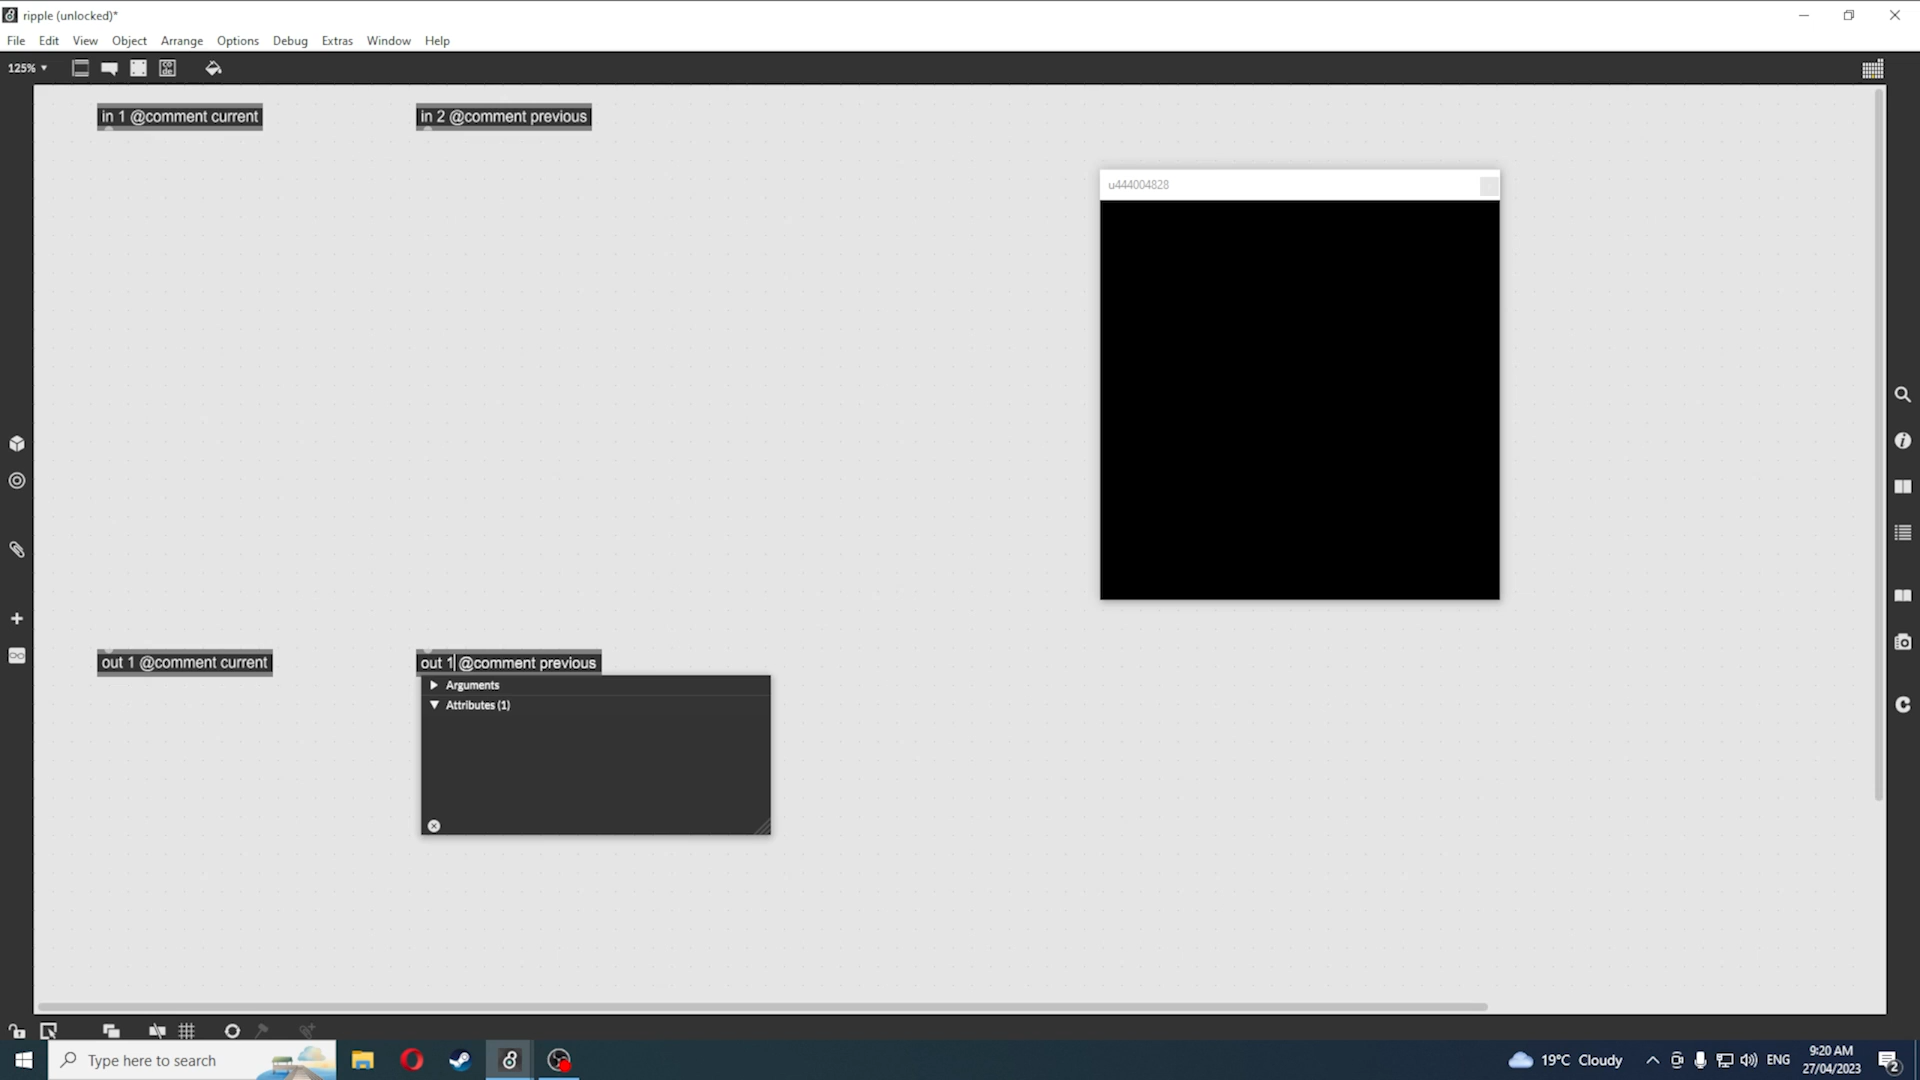 ripple (unlocked)*
File Edit View Object Arrange Options Debug Extras Window Help
125%
in 1 @comment current
in 2 @comment previous
u444004828
out 1 @comment current
out 1 @comment previous
Arguments
Attributes (1)
Type here to search
19°C Cloudy
ENG
9:20 AM
27/04/2023
2